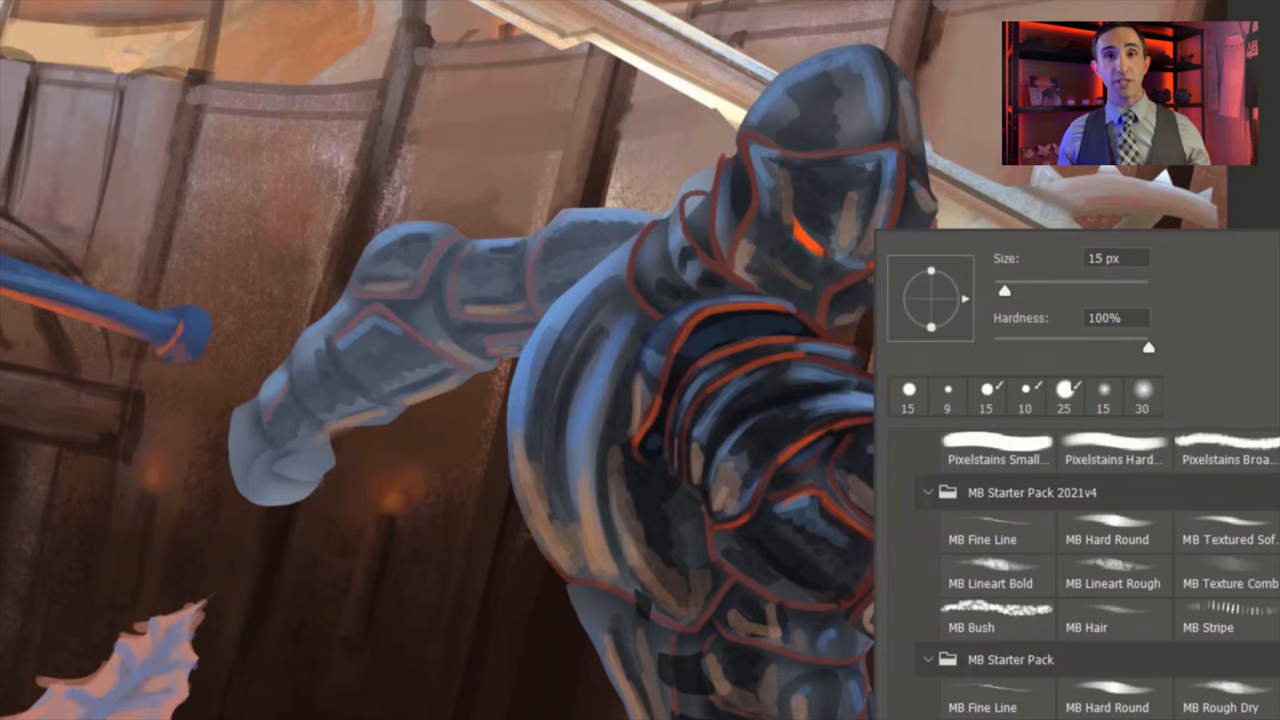 Size: 15 px
Hardness: 100%
15 9 15 10 25 15 30
Pixelstains Small... Pixelstains Hard... Pixelstains Broa...
MB Starter Pack 2021v4
MB Fine Line MB Hard Round MB Textured Sof...
MB Lineart Bold MB Lineart Rough MB Texture Comb
MB Bush MB Hair MB Stripe
MB Starter Pack
MB Fine Line MB Hard Round MB Rough Dry